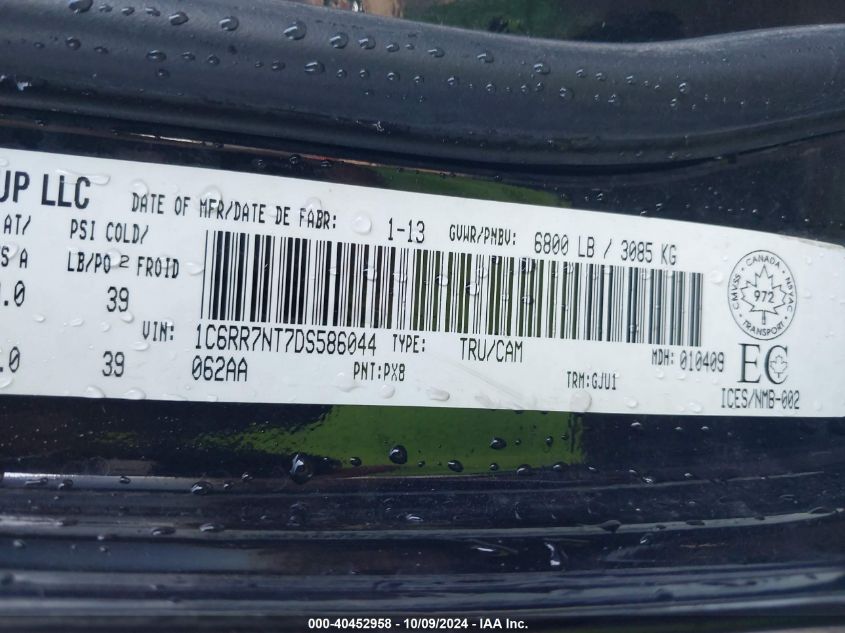 UP LLC
DATE OF MFR/DATE DE FABR: 1-13 GVWR/PNBV: 6800 LB / 3085 KG
AT/ PSI COLD/
S A LB/PO 2 FROID
.0 39
VIN: 1C6RR7NT7DS586044 TYPE: TRU/CAM MDH: 010409
.0 39 062AA PNT:PX8 TRM:GJU1
CANADA
CMVSS NSVAC
972
EC
ICES/NMB-002
000-40452958 - 10/09/2024 - IAA Inc.